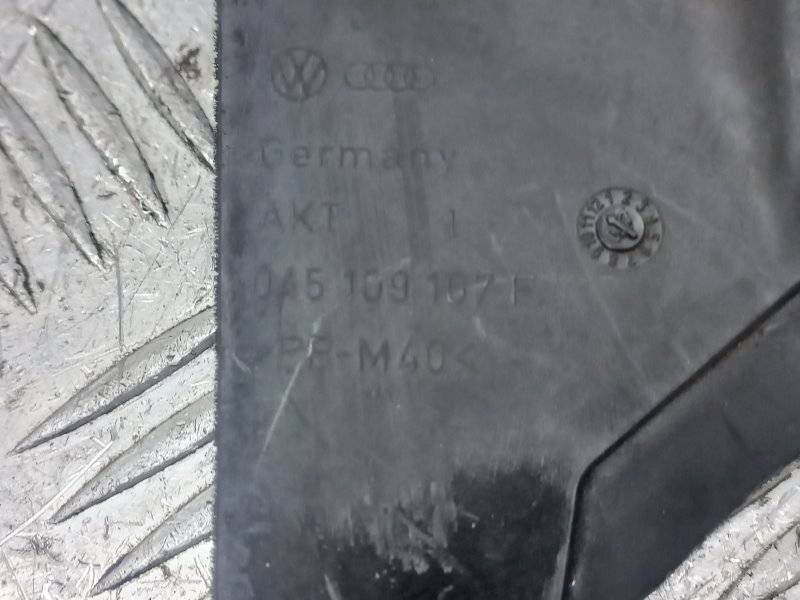 Germany
AKT 1
045 109 107 F
>PP-M40<